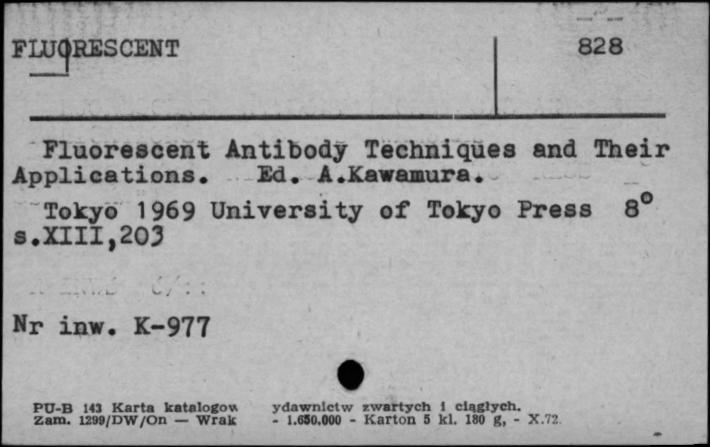 FLUORESCENT 828
Fluorescent Antibody Techniques and Their
Applications. Ed. A.Kawamura.
Tokyo 1969 University of Tokyo Press 8°
s.XIII,203
Nr inw. K-977
PU-B 143 Karta katalogow ydawnictw zwartych i ciągłych.
Zam. 1299/DW/On — Wrak - 1.650.000 - Karton 5 kl. 180 g, - X.72.